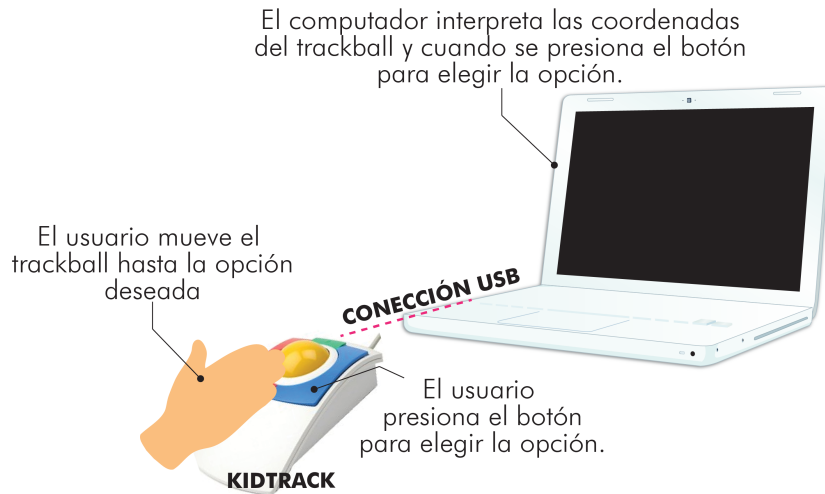 El computador interpreta las coordenadas
del trackball y cuando se presiona el botón
para elegir la opción.
El usuario mueve el
trackball hasta la opción
deseada
CONECCIÓN USB
El usuario
presiona el botón
para elegir la opción.
KIDTRACK